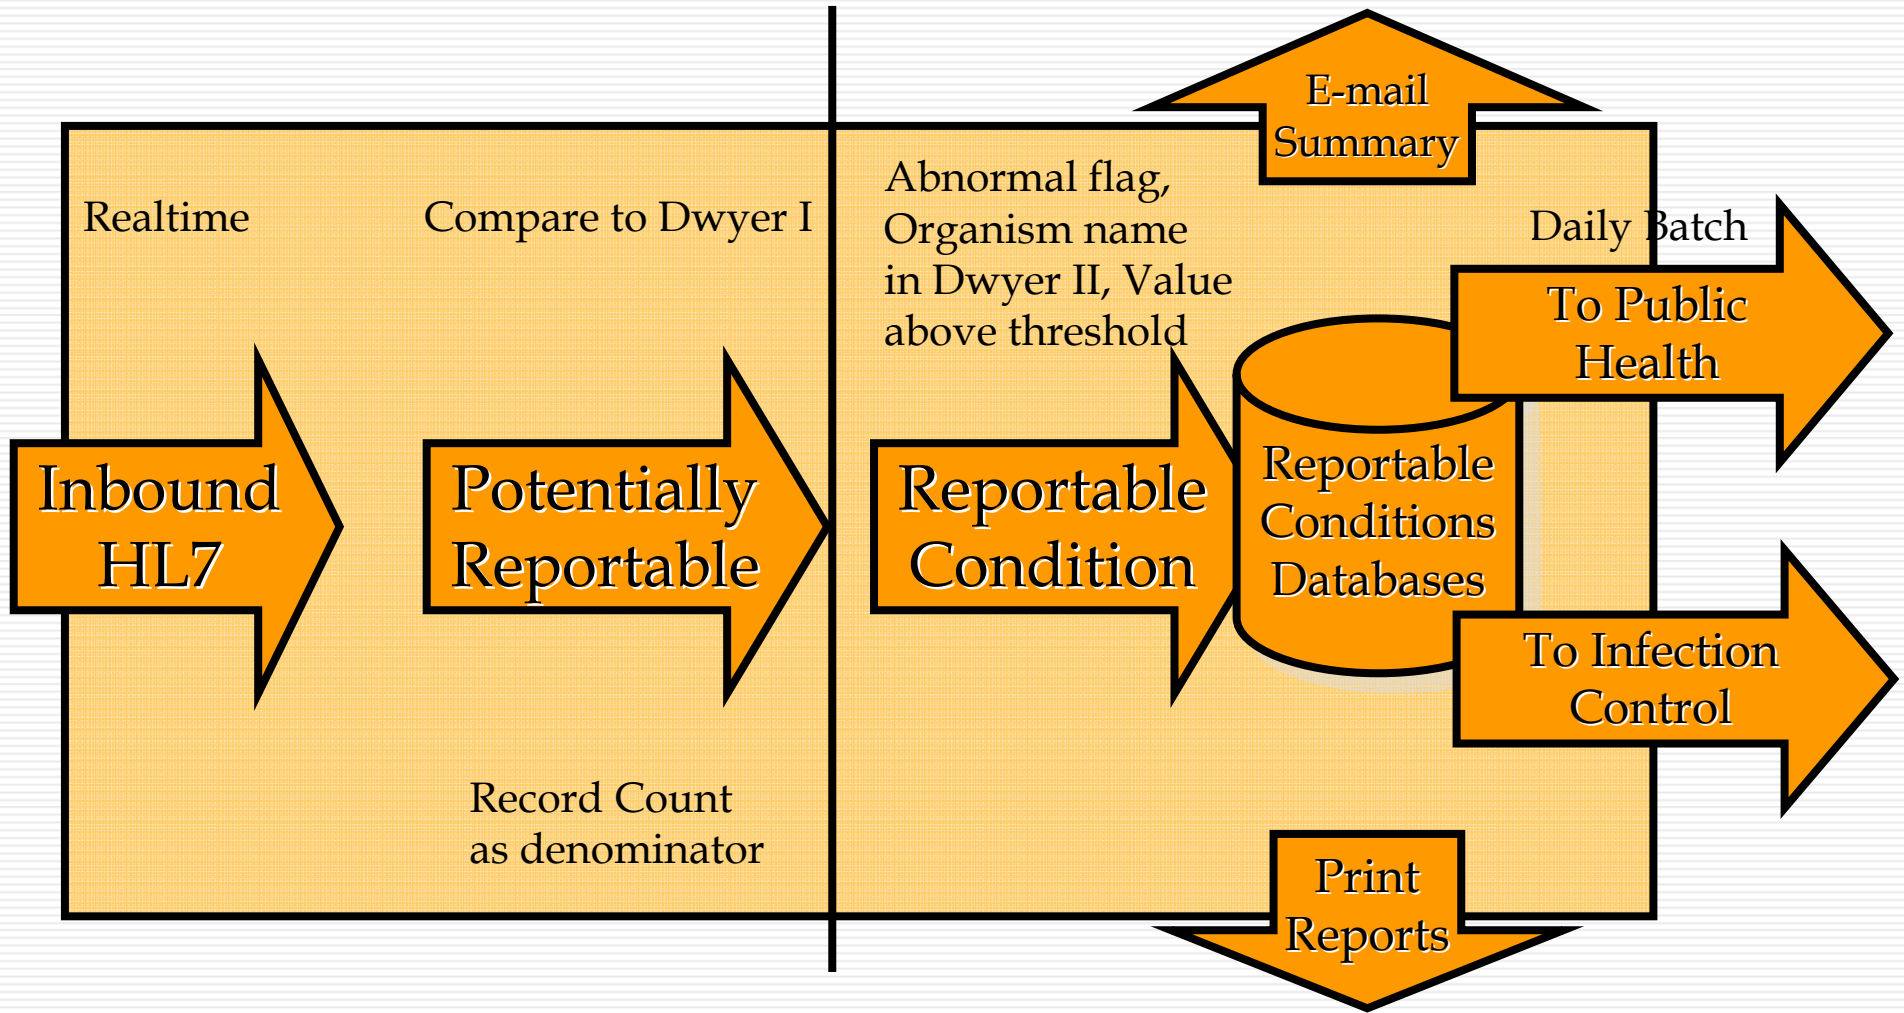 E-mail
Summary
Realtime
Compare to Dwyer I
Abnormal flag,
Organism name
in Dwyer II, Value
above threshold
Daily Batch
To Public
Health
Inbound
HL7
Potentially
Reportable
Reportable
Condition
Reportable
Conditions
Databases
To Infection
Control
Record Count
as denominator
Print
Reports